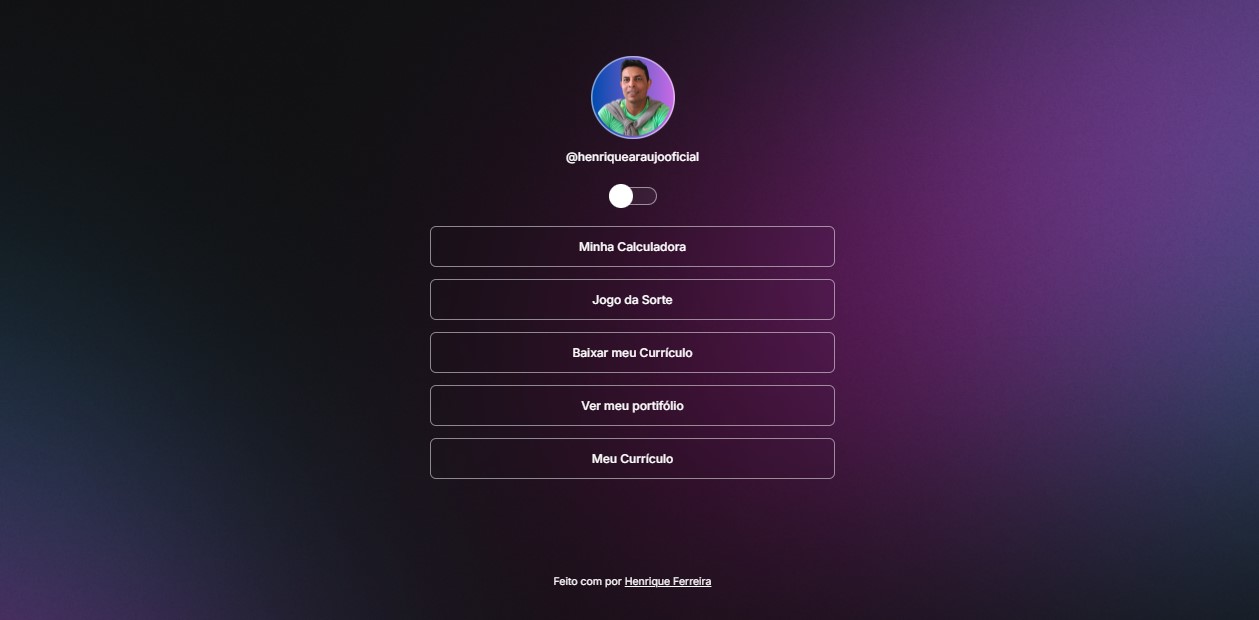 @henriquearaujooficial
Minha Calculadora
Jogo da Sorte
Baixar meu Currículo
Ver meu portifólio
Meu Currículo
Feito com por Henrique Ferreira